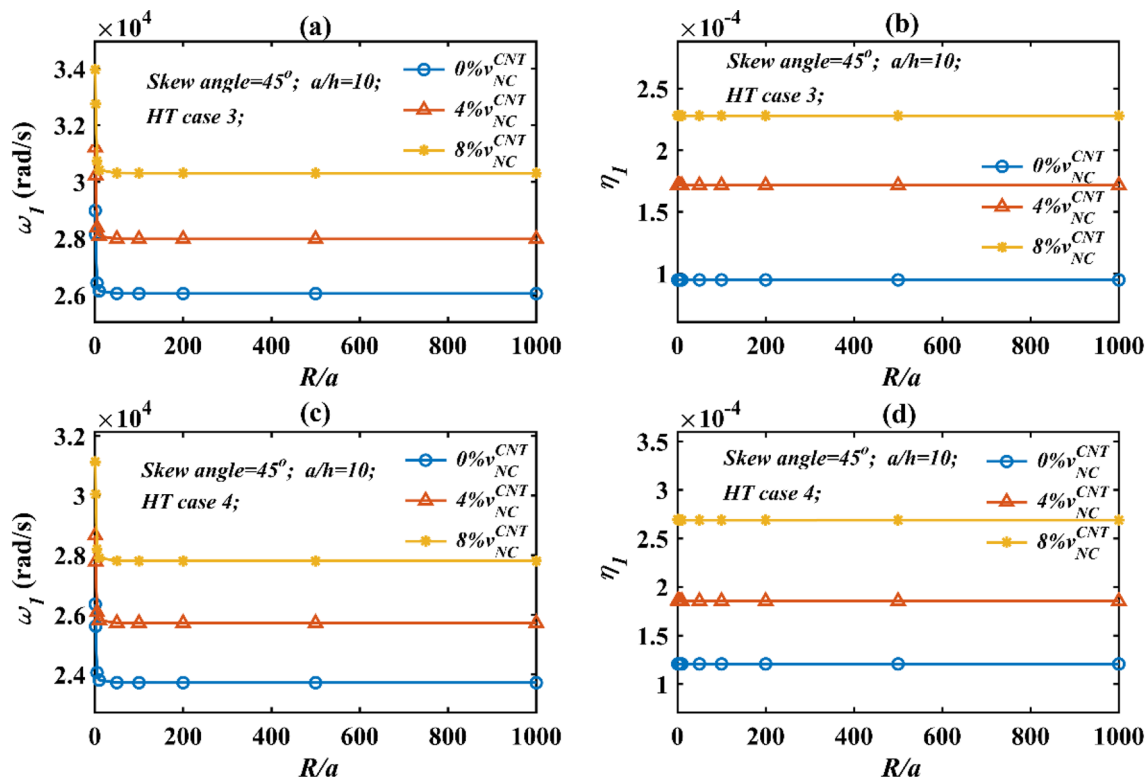 (a)
×10⁴
3.4
3.2
3
2.8
2.6
ω₁ (rad/s)
Skew angle=45°; a/h=10;
HT case 3;
0%v_NC^CNT
4%v_NC^CNT
8%v_NC^CNT
0 200 400 600 800 1000
R/a
(b)
×10⁻⁴
2.5
2
1.5
1
η₁
Skew angle=45°; a/h=10;
HT case 3;
0%v_NC^CNT
4%v_NC^CNT
8%v_NC^CNT
0 200 400 600 800 1000
R/a
(c)
×10⁴
3.2
3
2.8
2.6
2.4
ω₁ (rad/s)
Skew angle=45°; a/h=10;
HT case 4;
0%v_NC^CNT
4%v_NC^CNT
8%v_NC^CNT
0 200 400 600 800 1000
R/a
(d)
×10⁻⁴
3.5
3
2.5
2
1.5
1
η₁
Skew angle=45°; a/h=10;
HT case 4;
0%v_NC^CNT
4%v_NC^CNT
8%v_NC^CNT
0 200 400 600 800 1000
R/a